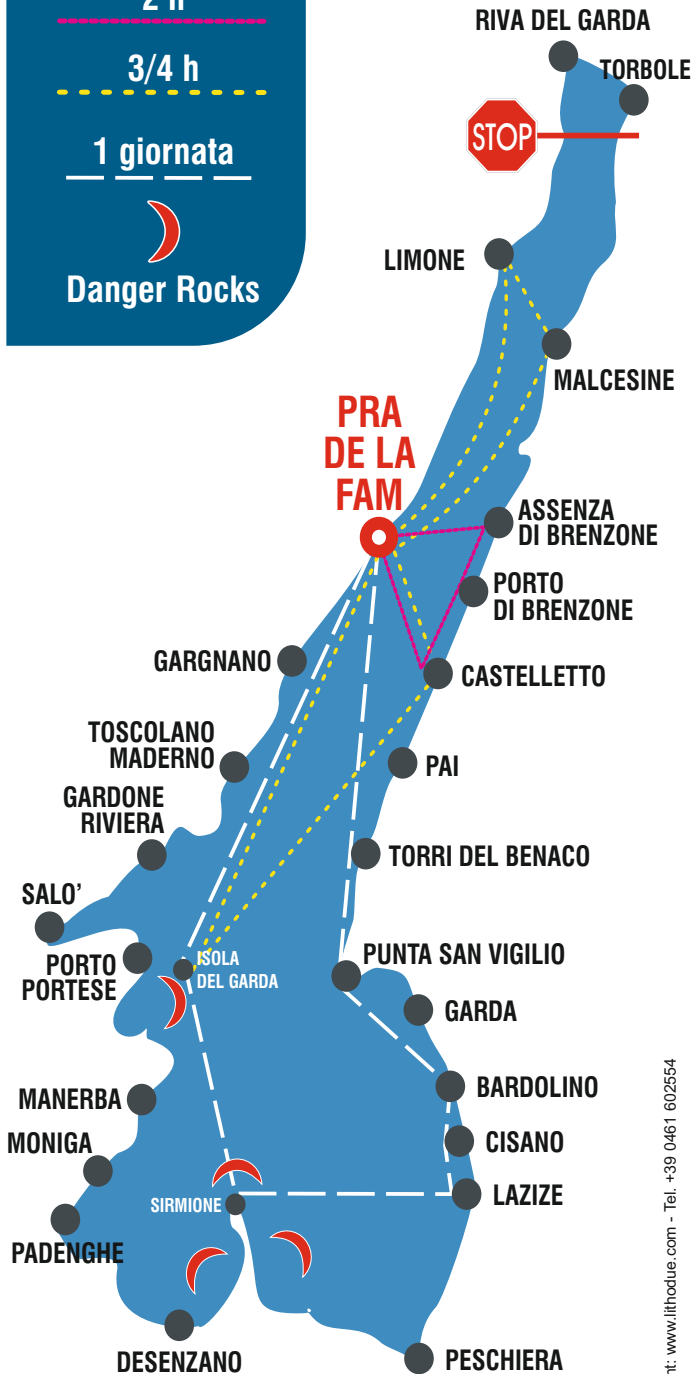 2 h
3/4 h
1 giornata
Danger Rocks
RIVA DEL GARDA
TORBOLE
STOP
LIMONE
MALCESINE
PRA
DE LA
FAM
ASSENZA
DI BRENZONE
PORTO
DI BRENZONE
GARGNANO
CASTELLETTO
TOSCOLANO
MADERNO
PAI
GARDONE
RIVIERA
TORRI DEL BENACO
SALO’
PORTO
PORTESE
ISOLA
DEL GARDA
PUNTA SAN VIGILIO
GARDA
MANERBA
BARDOLINO
MONIGA
CISANO
SIRMIONE
LAZIZE
PADENGHE
DESENZANO
PESCHIERA
www.lithodue.com - Tel. +39 0461 602554